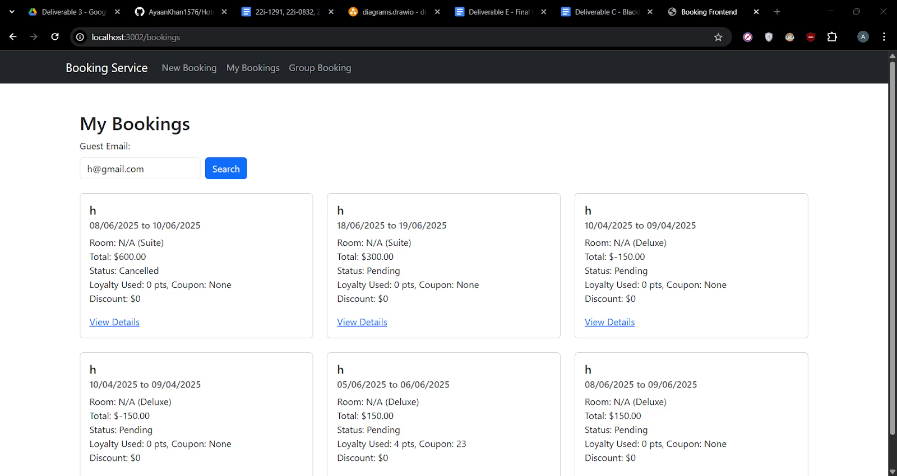 Deliverable 3 - Goog
AyaanKhan1576/Hot
22i-1291, 22i-0832, 2
diagrams.drawio - d
Deliverable E - Final
Deliverable C - Black
Booking Frontend
localhost:3002/bookings
A
Booking Service
New Booking
My Bookings
Group Booking
My Bookings
Guest Email:
h@gmail.com
Search
h
08/06/2025 to 10/06/2025
Room: N/A (Suite)
Total: $600.00
Status: Cancelled
Loyalty Used: 0 pts, Coupon: None
Discount: $0
View Details
h
18/06/2025 to 19/06/2025
Room: N/A (Suite)
Total: $300.00
Status: Pending
Loyalty Used: 0 pts, Coupon: None
Discount: $0
View Details
h
10/04/2025 to 09/04/2025
Room: N/A (Deluxe)
Total: $-150.00
Status: Pending
Loyalty Used: 0 pts, Coupon: None
Discount: $0
View Details
h
10/04/2025 to 09/04/2025
Room: N/A (Deluxe)
Total: $-150.00
Status: Pending
Loyalty Used: 0 pts, Coupon: None
Discount: $0
h
05/06/2025 to 06/06/2025
Room: N/A (Deluxe)
Total: $150.00
Status: Pending
Loyalty Used: 4 pts, Coupon: 23
Discount: $0
h
08/06/2025 to 09/06/2025
Room: N/A (Deluxe)
Total: $150.00
Status: Pending
Loyalty Used: 0 pts, Coupon: None
Discount: $0